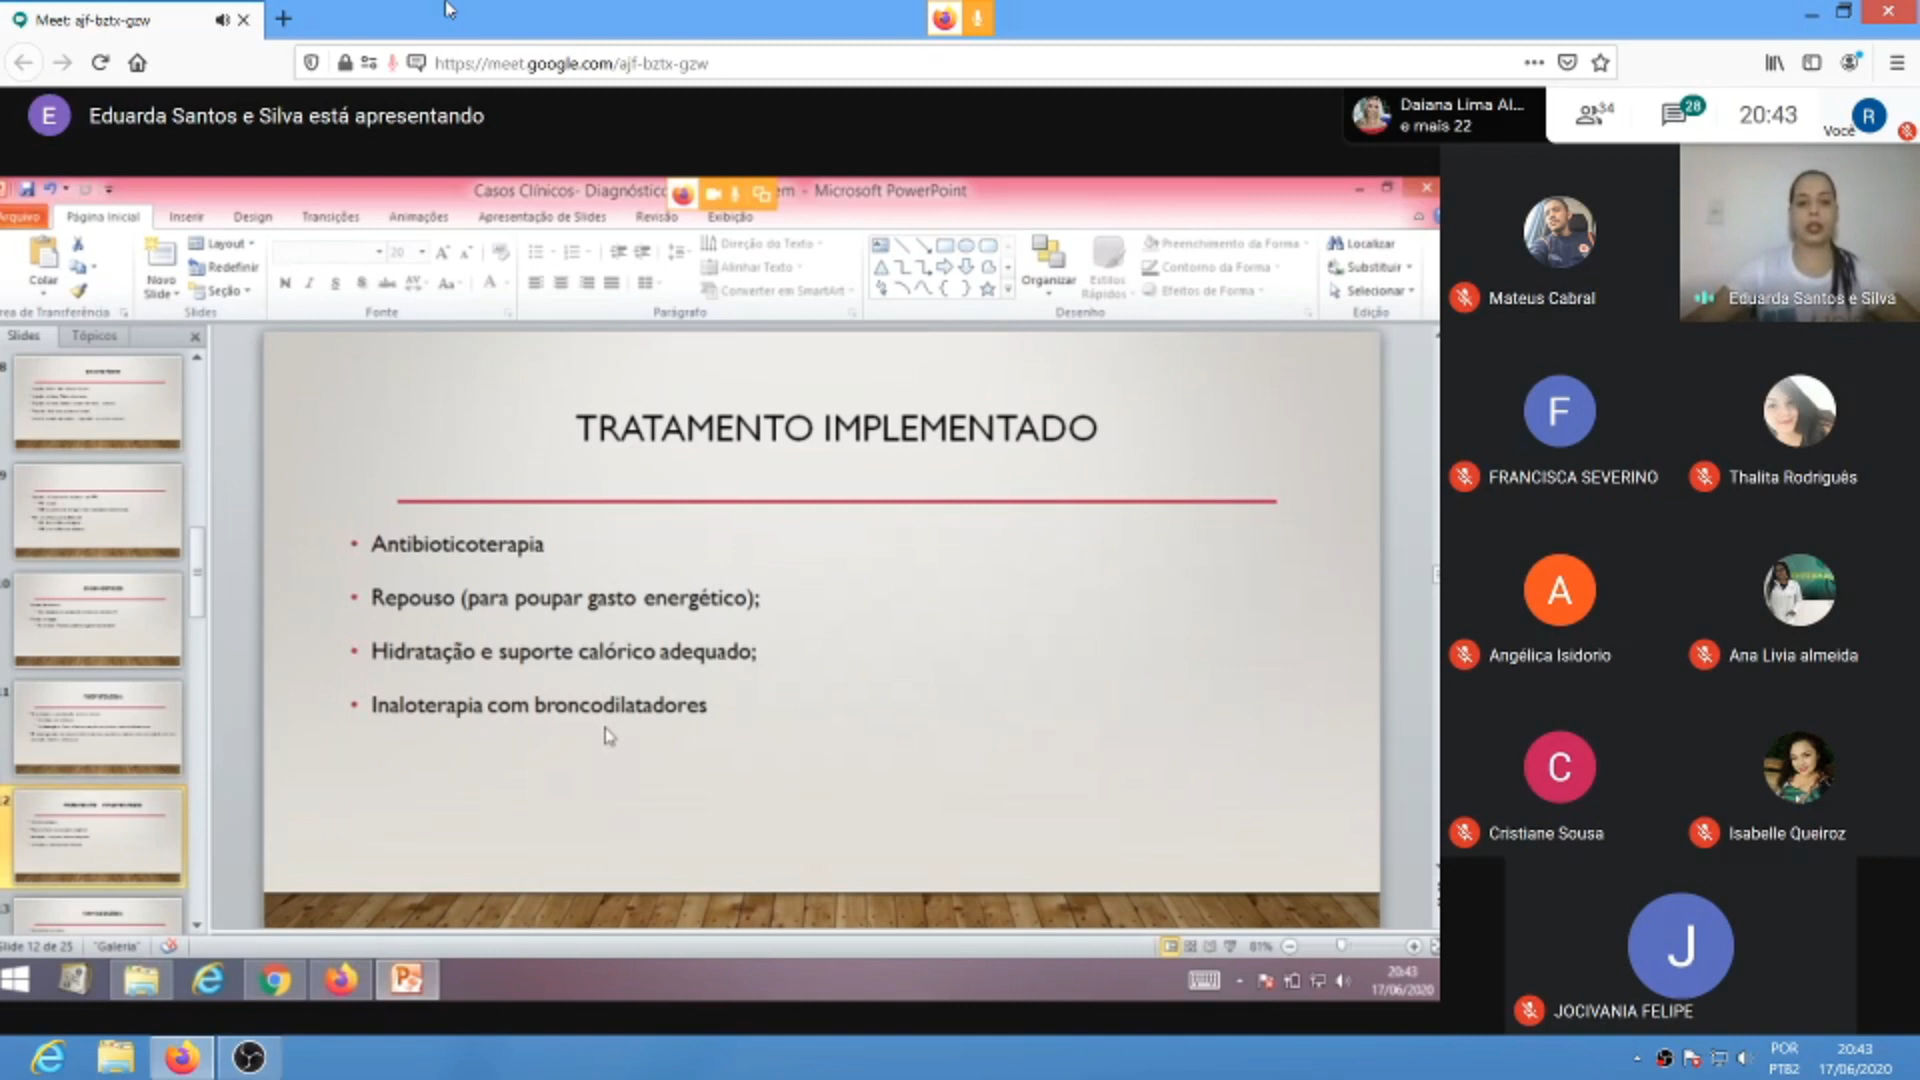 Meet: ajf-bztx-gzw
https://meet.google.com/ajf-bztx-gzw
E
Eduarda Santos e Silva está apresentando
Daiana Lima Al...
e mais 22
34
28
20:43
Você
R
Casos Clínicos- Diagnóstico
em - Microsoft PowerPoint
Arquivo
Página Inicial
Inserir
Design
Transições
Animações
Apresentação de Slides
Revisão
Exibição
Colar
Novo
Slide
Layout
Redefinir
Seção
20
Direção do Texto
Alinhar Texto
Converter em SmartArt
Organizar
Estilos
Rápidos
Preenchimento da Forma
Contorno da Forma
Efeitos de Forma
Localizar
Substituir
Selecionar
rea de Transferência
Slides
Fonte
Parágrafo
Desenho
Edição
Slides
Tópicos
TRATAMENTO IMPLEMENTADO
• Antibioticoterapia
• Repouso (para poupar gasto energético);
• Hidratação e suporte calórico adequado;
• Inaloterapia com broncodilatadores
Slide 12 de 25
"Galeria"
81%
20:43
17/06/2020
Mateus Cabral
Eduarda Santos e Silva
F
FRANCISCA SEVERINO
Thalita Rodrigues
A
Angélica Isidorio
Ana Livia almeida
C
Cristiane Sousa
Isabelle Queiroz
J
JOCIVANIA FELIPE
POR
PTB2
20:43
17/06/2020